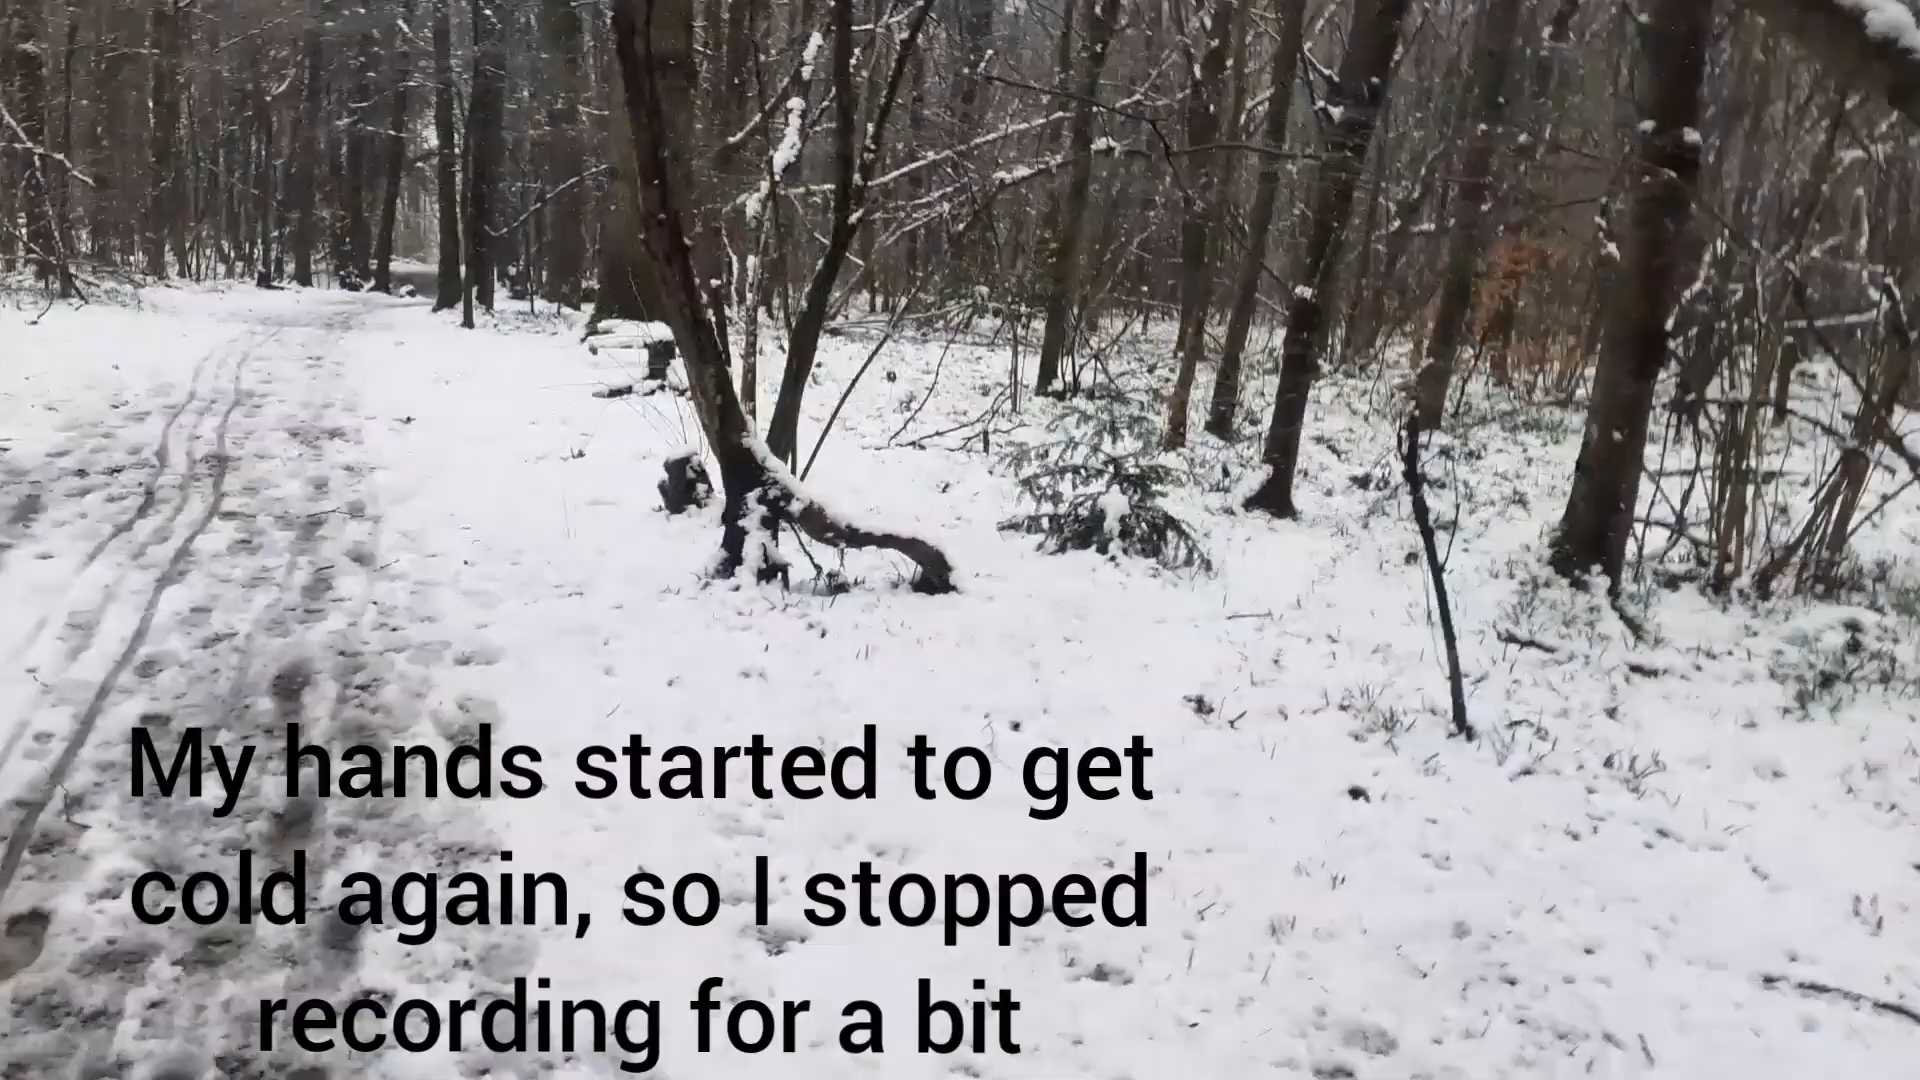 My hands started to get
cold again, so I stopped
recording for a bit